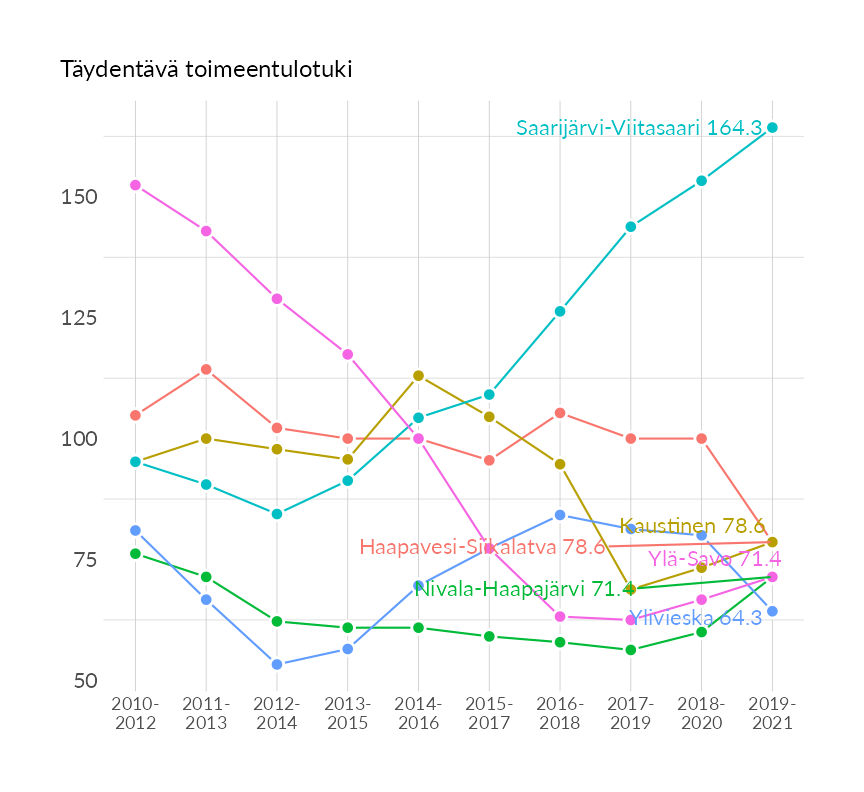 Täydentävä toimeentulotuki
Saarijärvi-Viitasaari 164.3
150
125
100
Kaustinen 78.6
Haapavesi-Siikalatva 78.6
75
Ylä-Savo 71.4
Nivala-Haapajärvi 71.4
Ylivieska 64.3
50
2010- 2011- 2012- 2013- 2014- 2015- 2016- 2017- 2018- 2019-
2012 2013 2014 2015 2016 2017 2018 2019 2020 2021